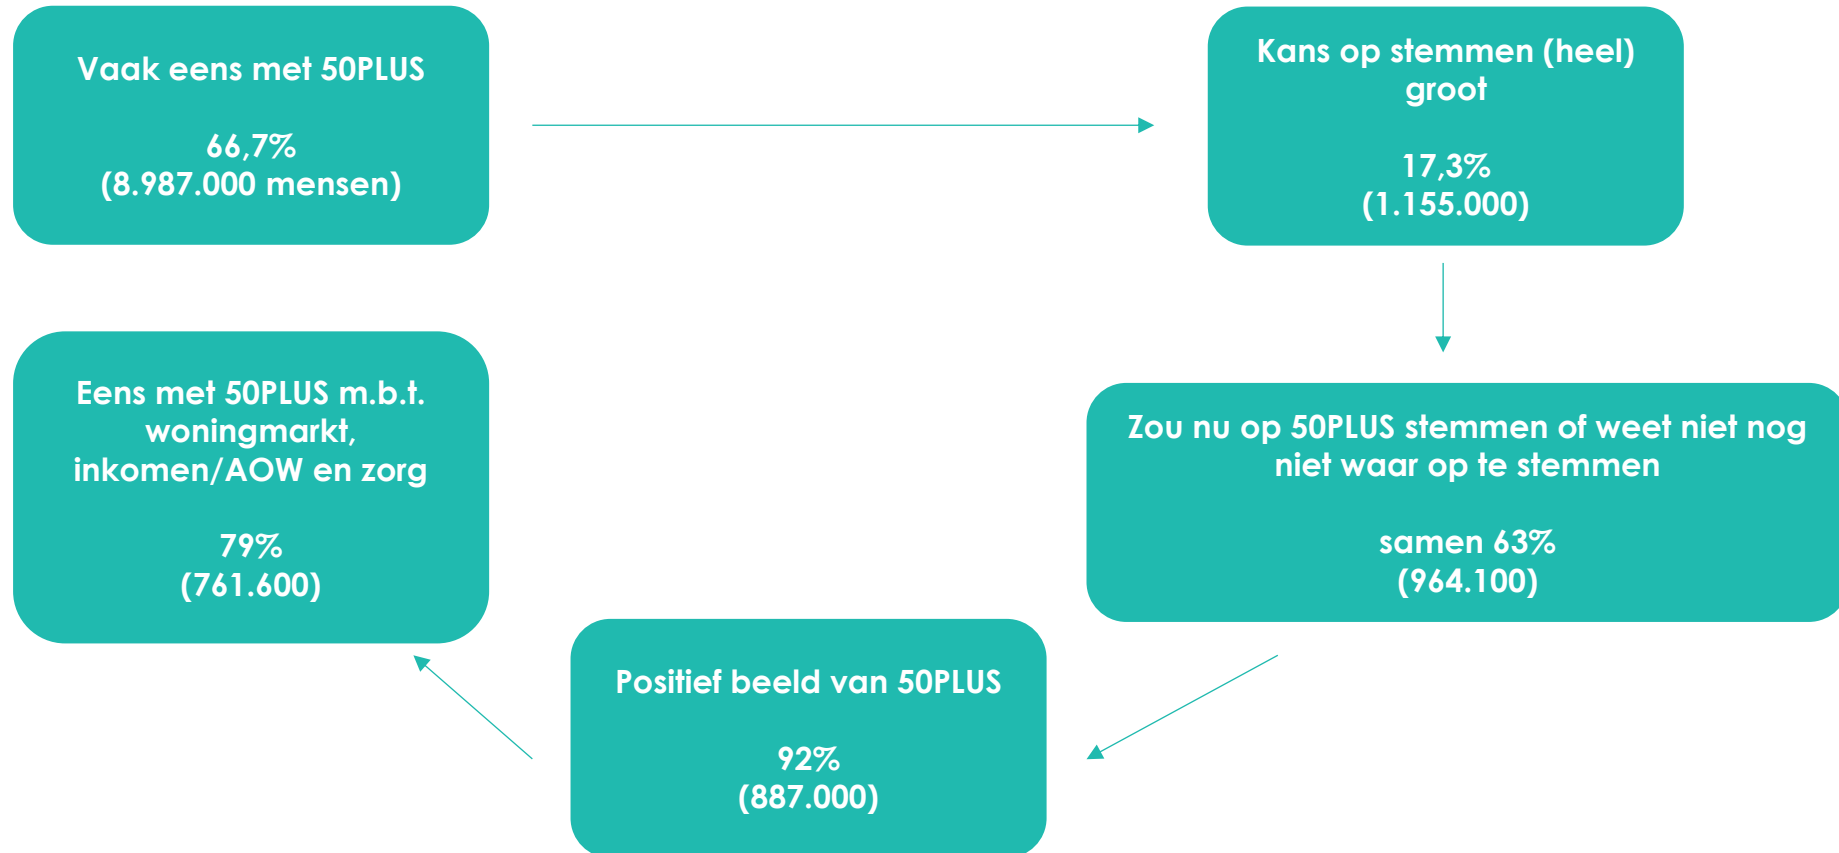 Vaak eens met 50PLUS
66,7%
(8.987.000 mensen)
Kans op stemmen (heel)
groot
17,3%
(1.155.000)
Zou nu op 50PLUS stemmen of weet niet nog
niet waar op te stemmen
samen 63%
(964.100)
Positief beeld van 50PLUS
92%
(887.000)
Eens met 50PLUS m.b.t.
woningmarkt,
inkomen/AOW en zorg
79%
(761.600)